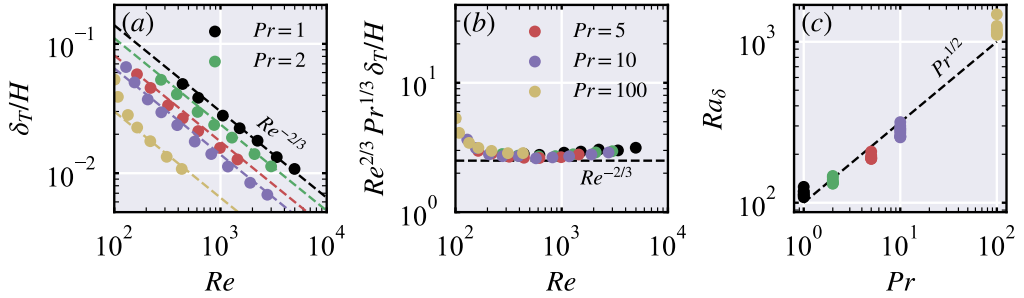 (a)
Pr = 1
Pr = 2
Re^{-2/3}
10^{-1}
10^{-2}
δ_T/H
10^2
10^3
10^4
Re
(b)
Pr = 5
Pr = 10
Pr = 100
Re^{-2/3}
10^2
10^1
10^0
Re^{2/3} Pr^{1/3} δ_T/H
10^2
10^3
10^4
Re
(c)
Pr^{1/2}
10^3
10^2
Ra_δ
10^0
10^1
10^2
Pr